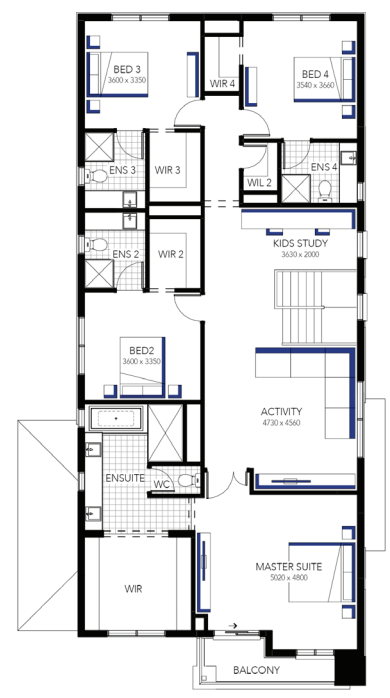 BED 3
3600 x 3350
WIR 4
BED 4
3540 x 3660
ENS 3
WIR 3
WIL 2
ENS 4
KIDS STUDY
3630 x 2000
ENS 2
WIR 2
BED2
3600 x 3350
ACTIVITY
4730 x 4560
ENSUITE
WC
WIR
MASTER SUITE
5020 x 4800
BALCONY